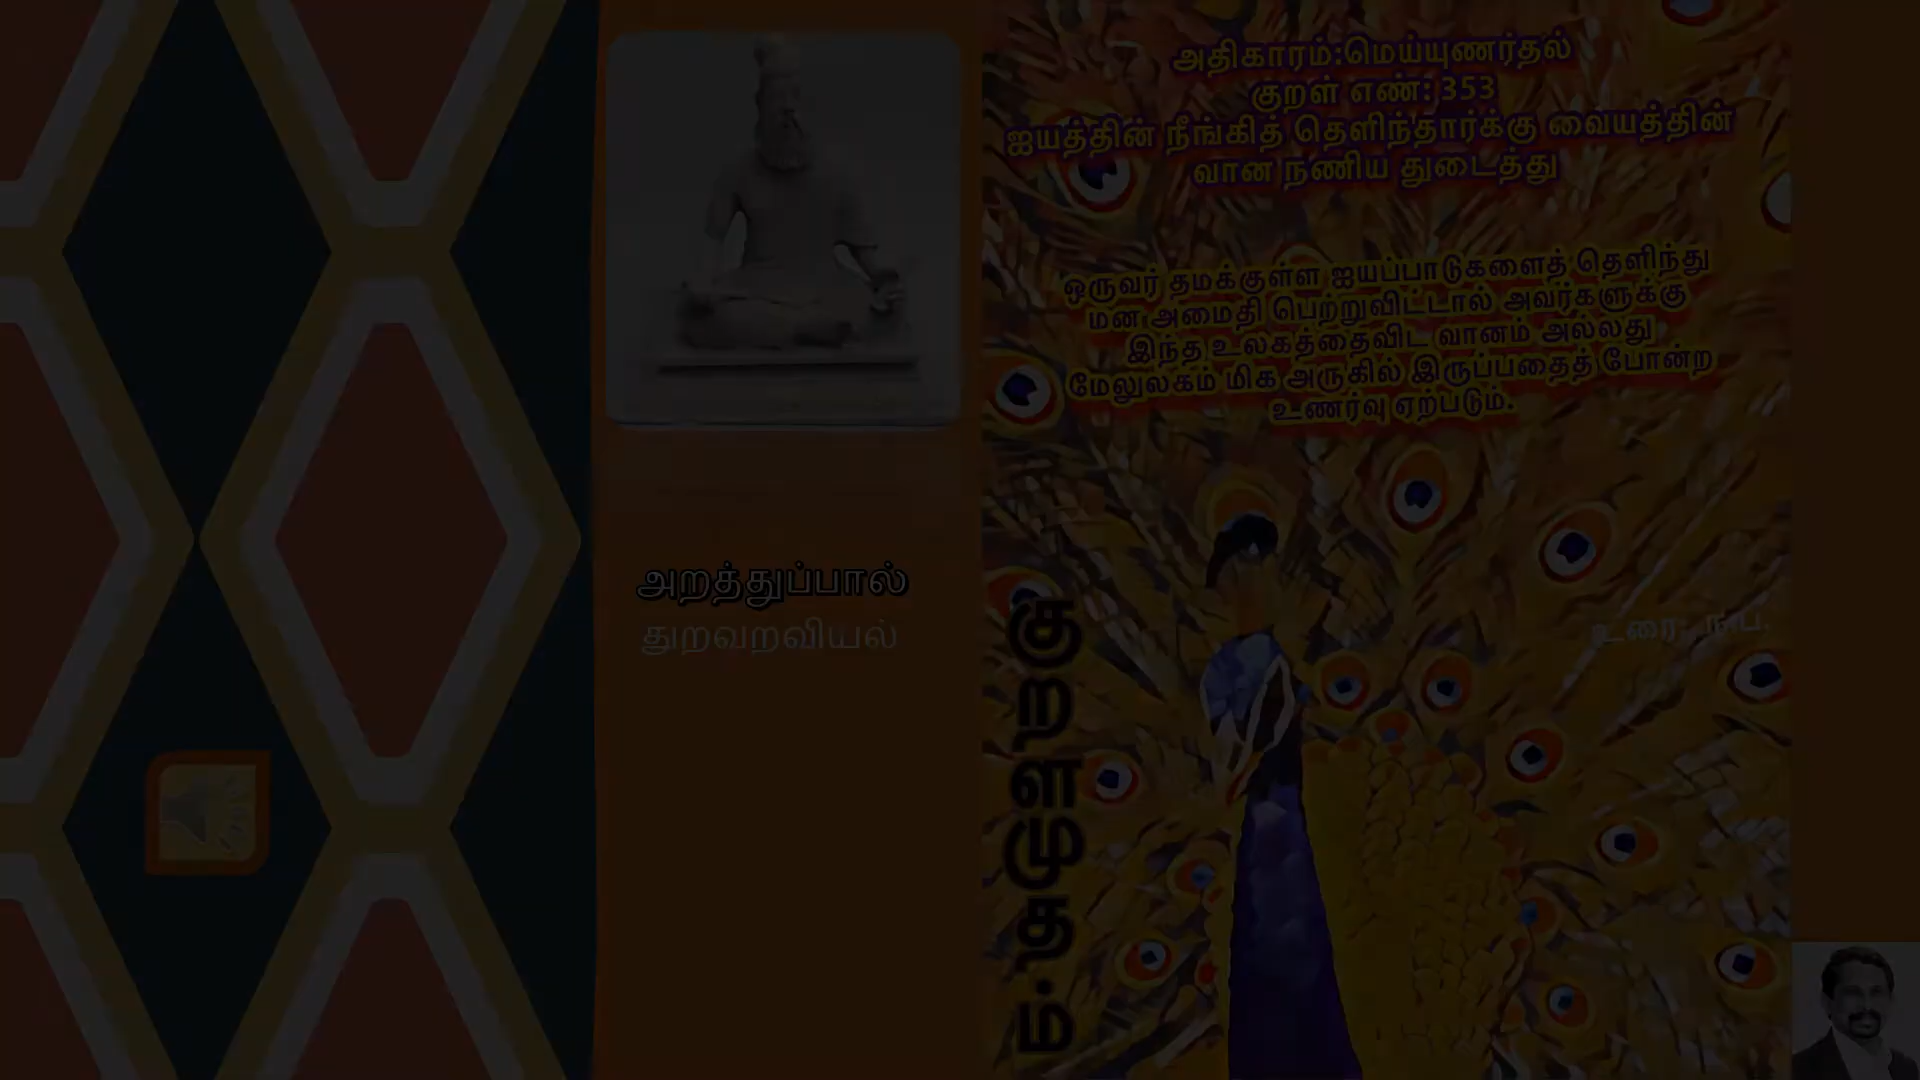 அதிகாரம்:மெய்யுணர்தல்
குறள் எண்: 353
ஐயத்தின் நீங்கித் தெளிந்தார்க்கு வையத்தின்
வான நணிய துடைத்து
ஒருவர் தமக்குள்ள ஐயப்பாடுகளைத் தெளிந்து
மன அமைதி பெற்றுவிட்டால் அவர்களுக்கு
இந்த உலகத்தைவிட வானம் அல்லது
மேலுலகம் மிக அருகில் இருப்பதைத் போன்ற
உணர்வு ஏற்படும்.
அறத்துப்பால்
துறவறவியல்
குறளமுதம்
உரை: